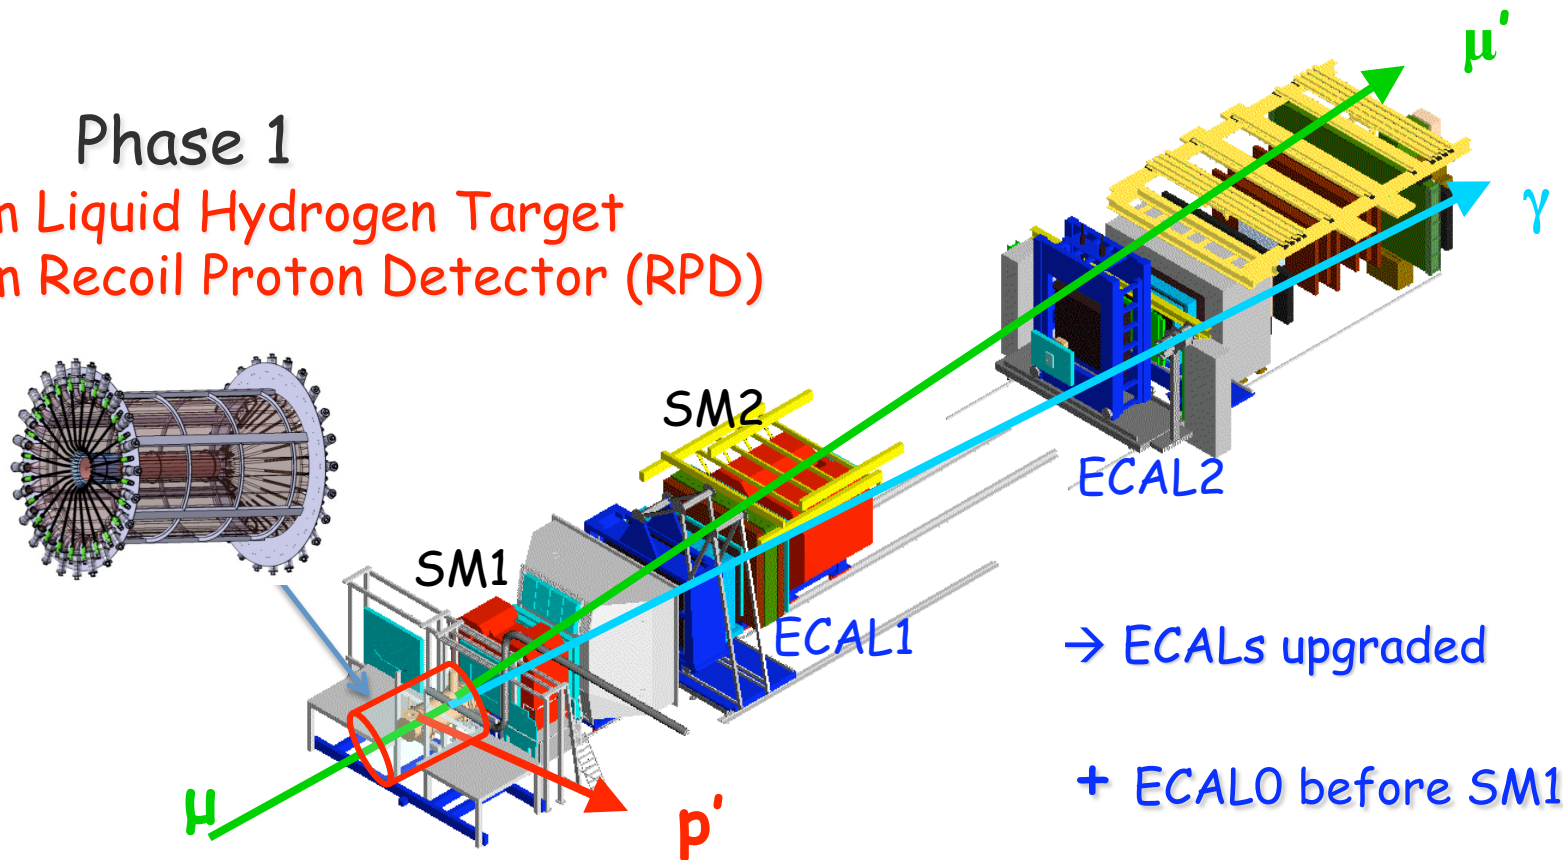 μ′
Phase 1
γ
Liquid Hydrogen Target
Recoil Proton Detector (RPD)
SM2
ECAL2
SM1
ECAL1
→ ECALs upgraded
+ ECAL0 before SM1
μ
p′